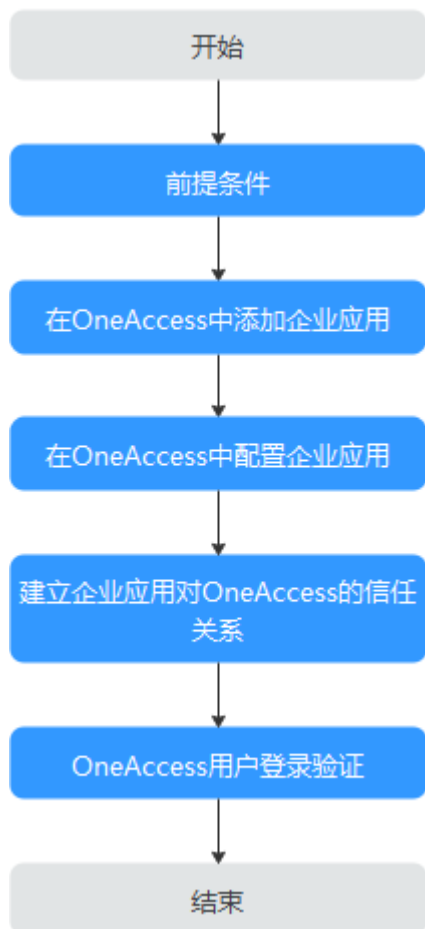 开始
前提条件
在OneAccess中添加企业应用
在OneAccess中配置企业应用
建立企业应用对OneAccess的信任
关系
OneAccess用户登录验证
结束